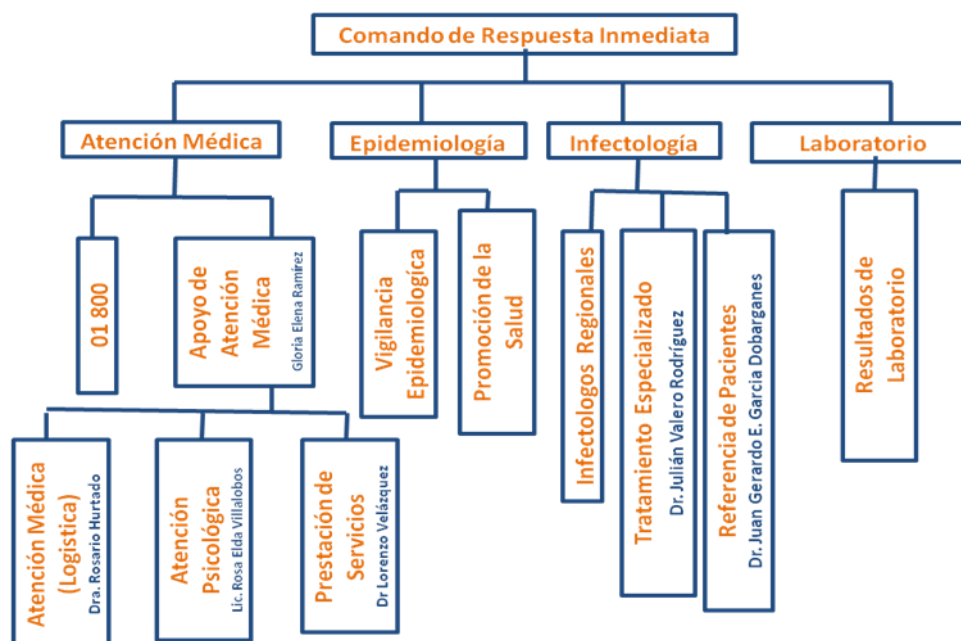 Comando de Respuesta Inmediata
Atención Médica
Epidemiología
Infectología
Laboratorio
01 800
Apoyo de
Atención
Médica
Gloria Elena Ramírez
Vigilancia
Epidemiologíca
Promoción de la
Salud
Infectologos Regionales
Tratamiento Especializado
Dr. Julián Valero Rodríguez
Referencia de Pacientes
Dr. Juan Gerardo E. Garcia Dobarganes
Resultados de
Laboratorio
Atención Médica
(Logistica)
Dra. Rosario Hurtado
Atención
Psicológica
Lic. Rosa Elda Villalobos
Prestación de
Servicios
Dr Lorenzo Velázquez